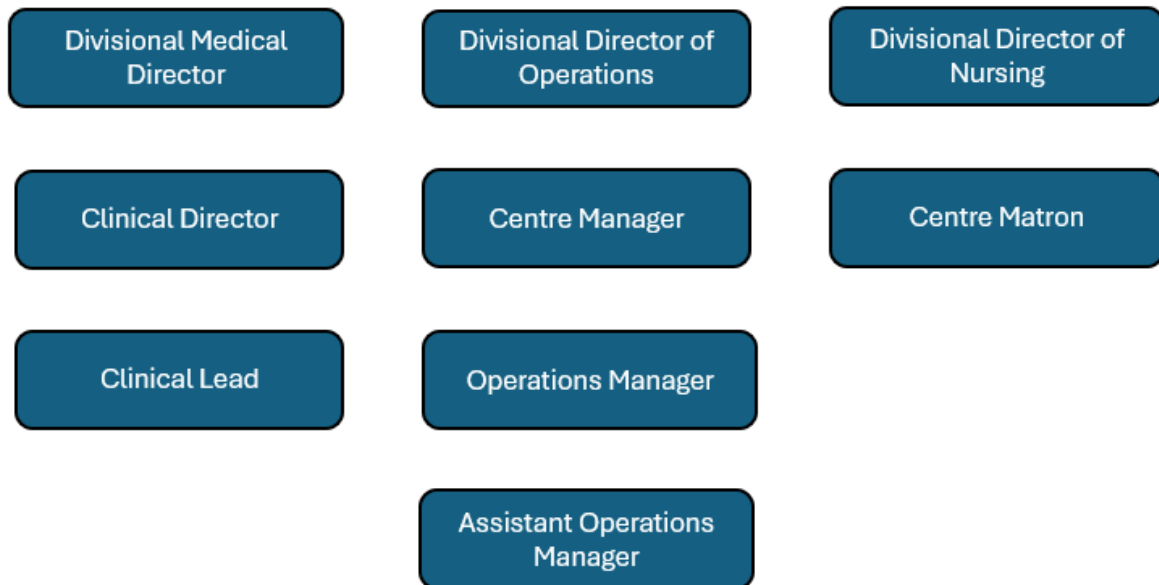 Divisional Medical
Director
Divisional Director of
Operations
Divisional Director of
Nursing
Clinical Director
Centre Manager
Centre Matron
Clinical Lead
Operations Manager
Assistant Operations
Manager